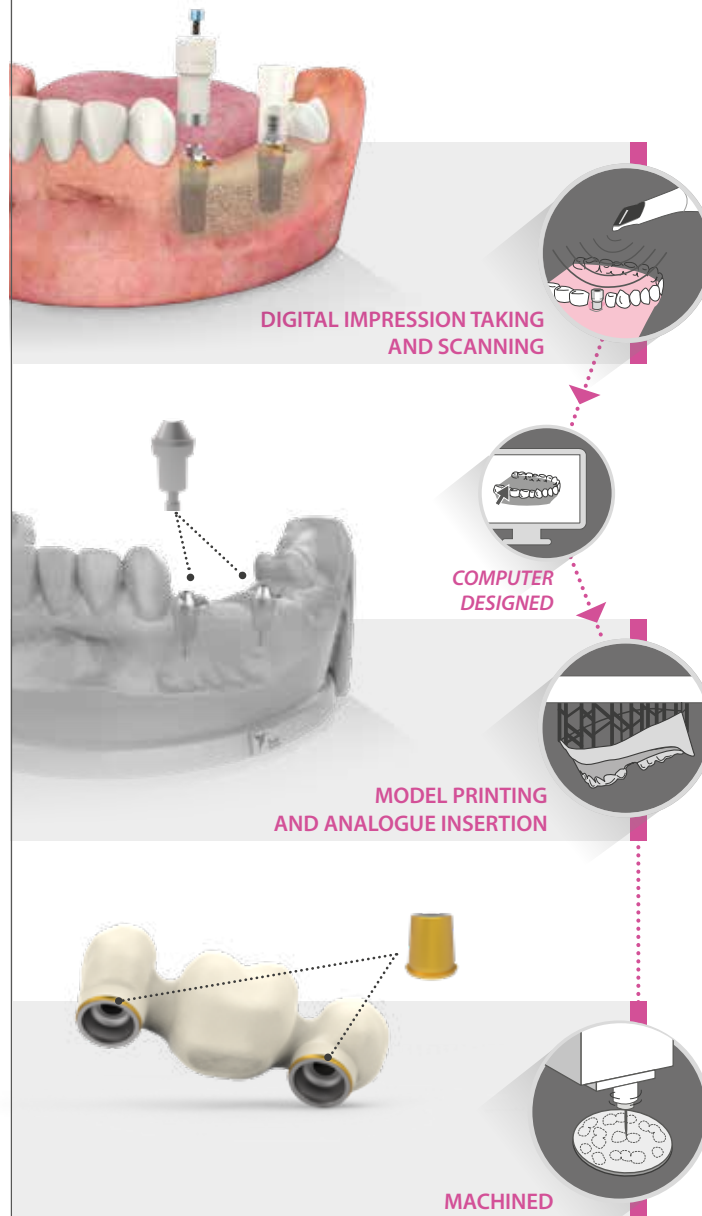 DIGITAL IMPRESSION TAKING
AND SCANNING
COMPUTER
DESIGNED
MODEL PRINTING
AND ANALOGUE INSERTION
MACHINED